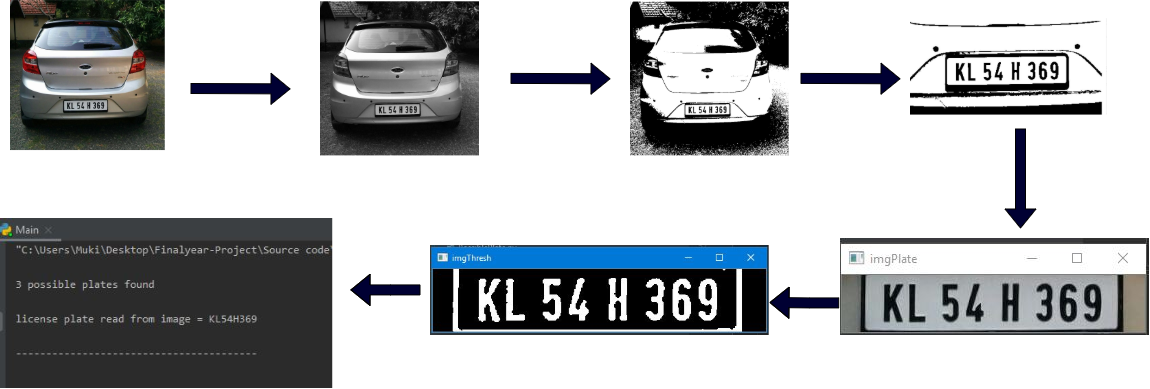 KL 54 H 369
KL 54 H 369
KL 54 H 369
KL 54 H 369
imgPlate
KL 54 H 369
imgThresh
KL 54 H 369
Main
"C:\Users\Muki\Desktop\Finalyear-Project\Source code
3 possible plates found
license plate read from image = KL54H369
----------------------------------------